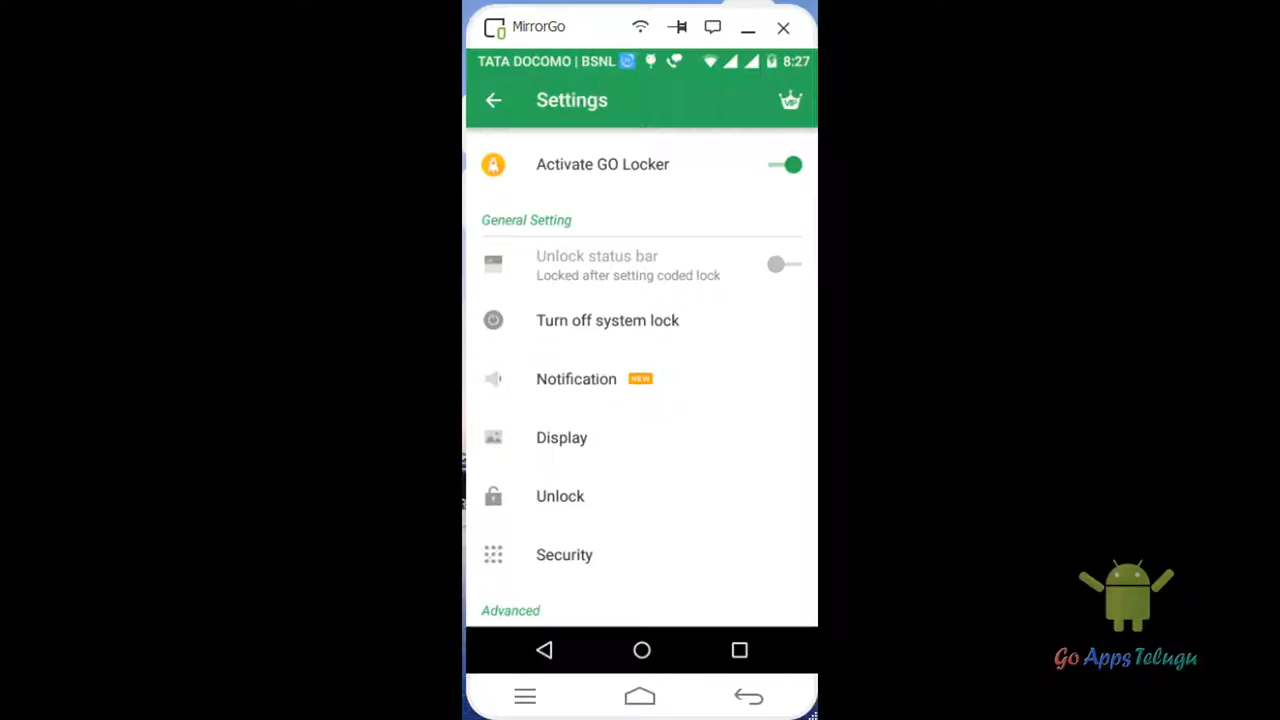 MirrorGo
TATA DOCOMO | BSNL 8:27
Settings
VIP
Activate GO Locker
General Setting
Unlock status bar
Locked after setting coded lock
Turn off system lock
Notification NEW
Display
Unlock
Security
Advanced
Go Apps Telugu